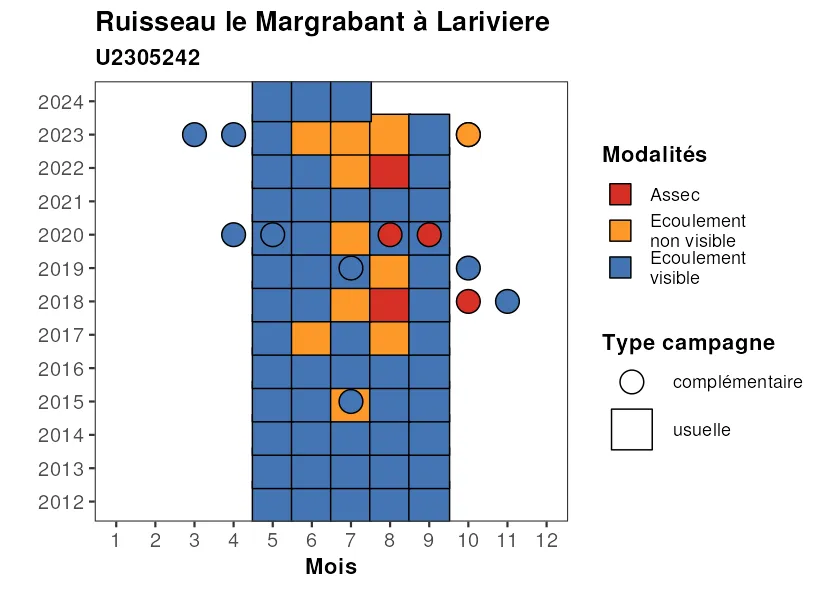 Ruisseau le Margrabant à Lariviere
U2305242
2024
2023
2022
2021
2020
2019
2018
2017
2016
2015
2014
2013
2012
1 2 3 4 5 6 7 8 9 10 11 12
Mois
Modalités
Assec
Ecoulement
non visible
Ecoulement
visible
Type campagne
complémentaire
usuelle